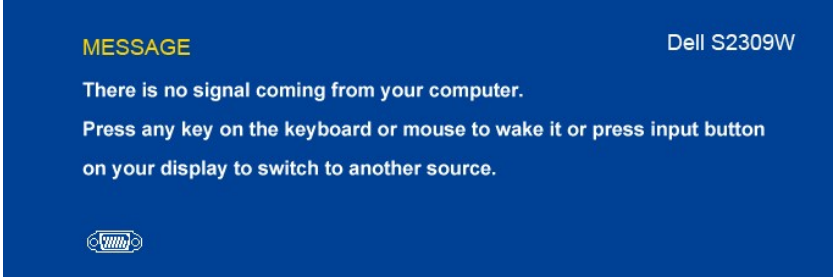 MESSAGE
Dell S2309W
There is no signal coming from your computer.
Press any key on the keyboard or mouse to wake it or press input button
on your display to switch to another source.